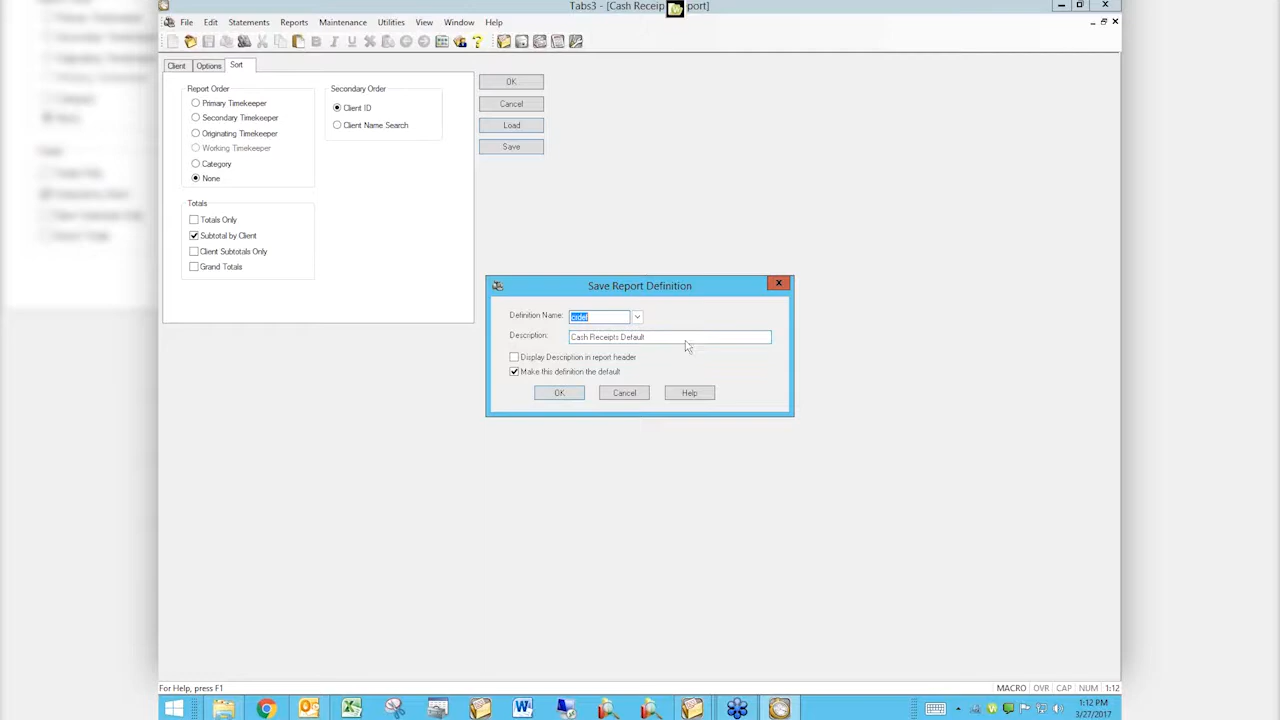 Tabs3 - [Cash Receip port]
File Edit Statements Reports Maintenance Utilities View Window Help
Client Options Sort
Report Order
Primary Timekeeper
Secondary Timekeeper
Originating Timekeeper
Working Timekeeper
Category
None
Secondary Order
Client ID
Client Name Search
Totals
Totals Only
Subtotal by Client
Client Subtotals Only
Grand Totals
OK
Cancel
Load
Save
Save Report Definition
Definition Name: crdef
Description: Cash Receipts Default
Display Description in report header
Make this definition the default
OK Cancel Help
For Help, press F1
MACRO OVR CAP NUM 1:12
1:12 PM
3/27/2017